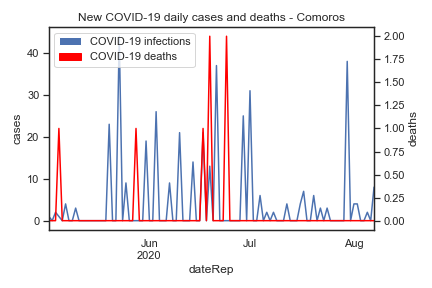 New COVID-19 daily cases and deaths - Comoros
COVID-19 infections
COVID-19 deaths
40
30
20
10
0
cases
2.00
1.75
1.50
1.25
1.00
0.75
0.50
0.25
0.00
deaths
Jun
2020
Jul
Aug
dateRep